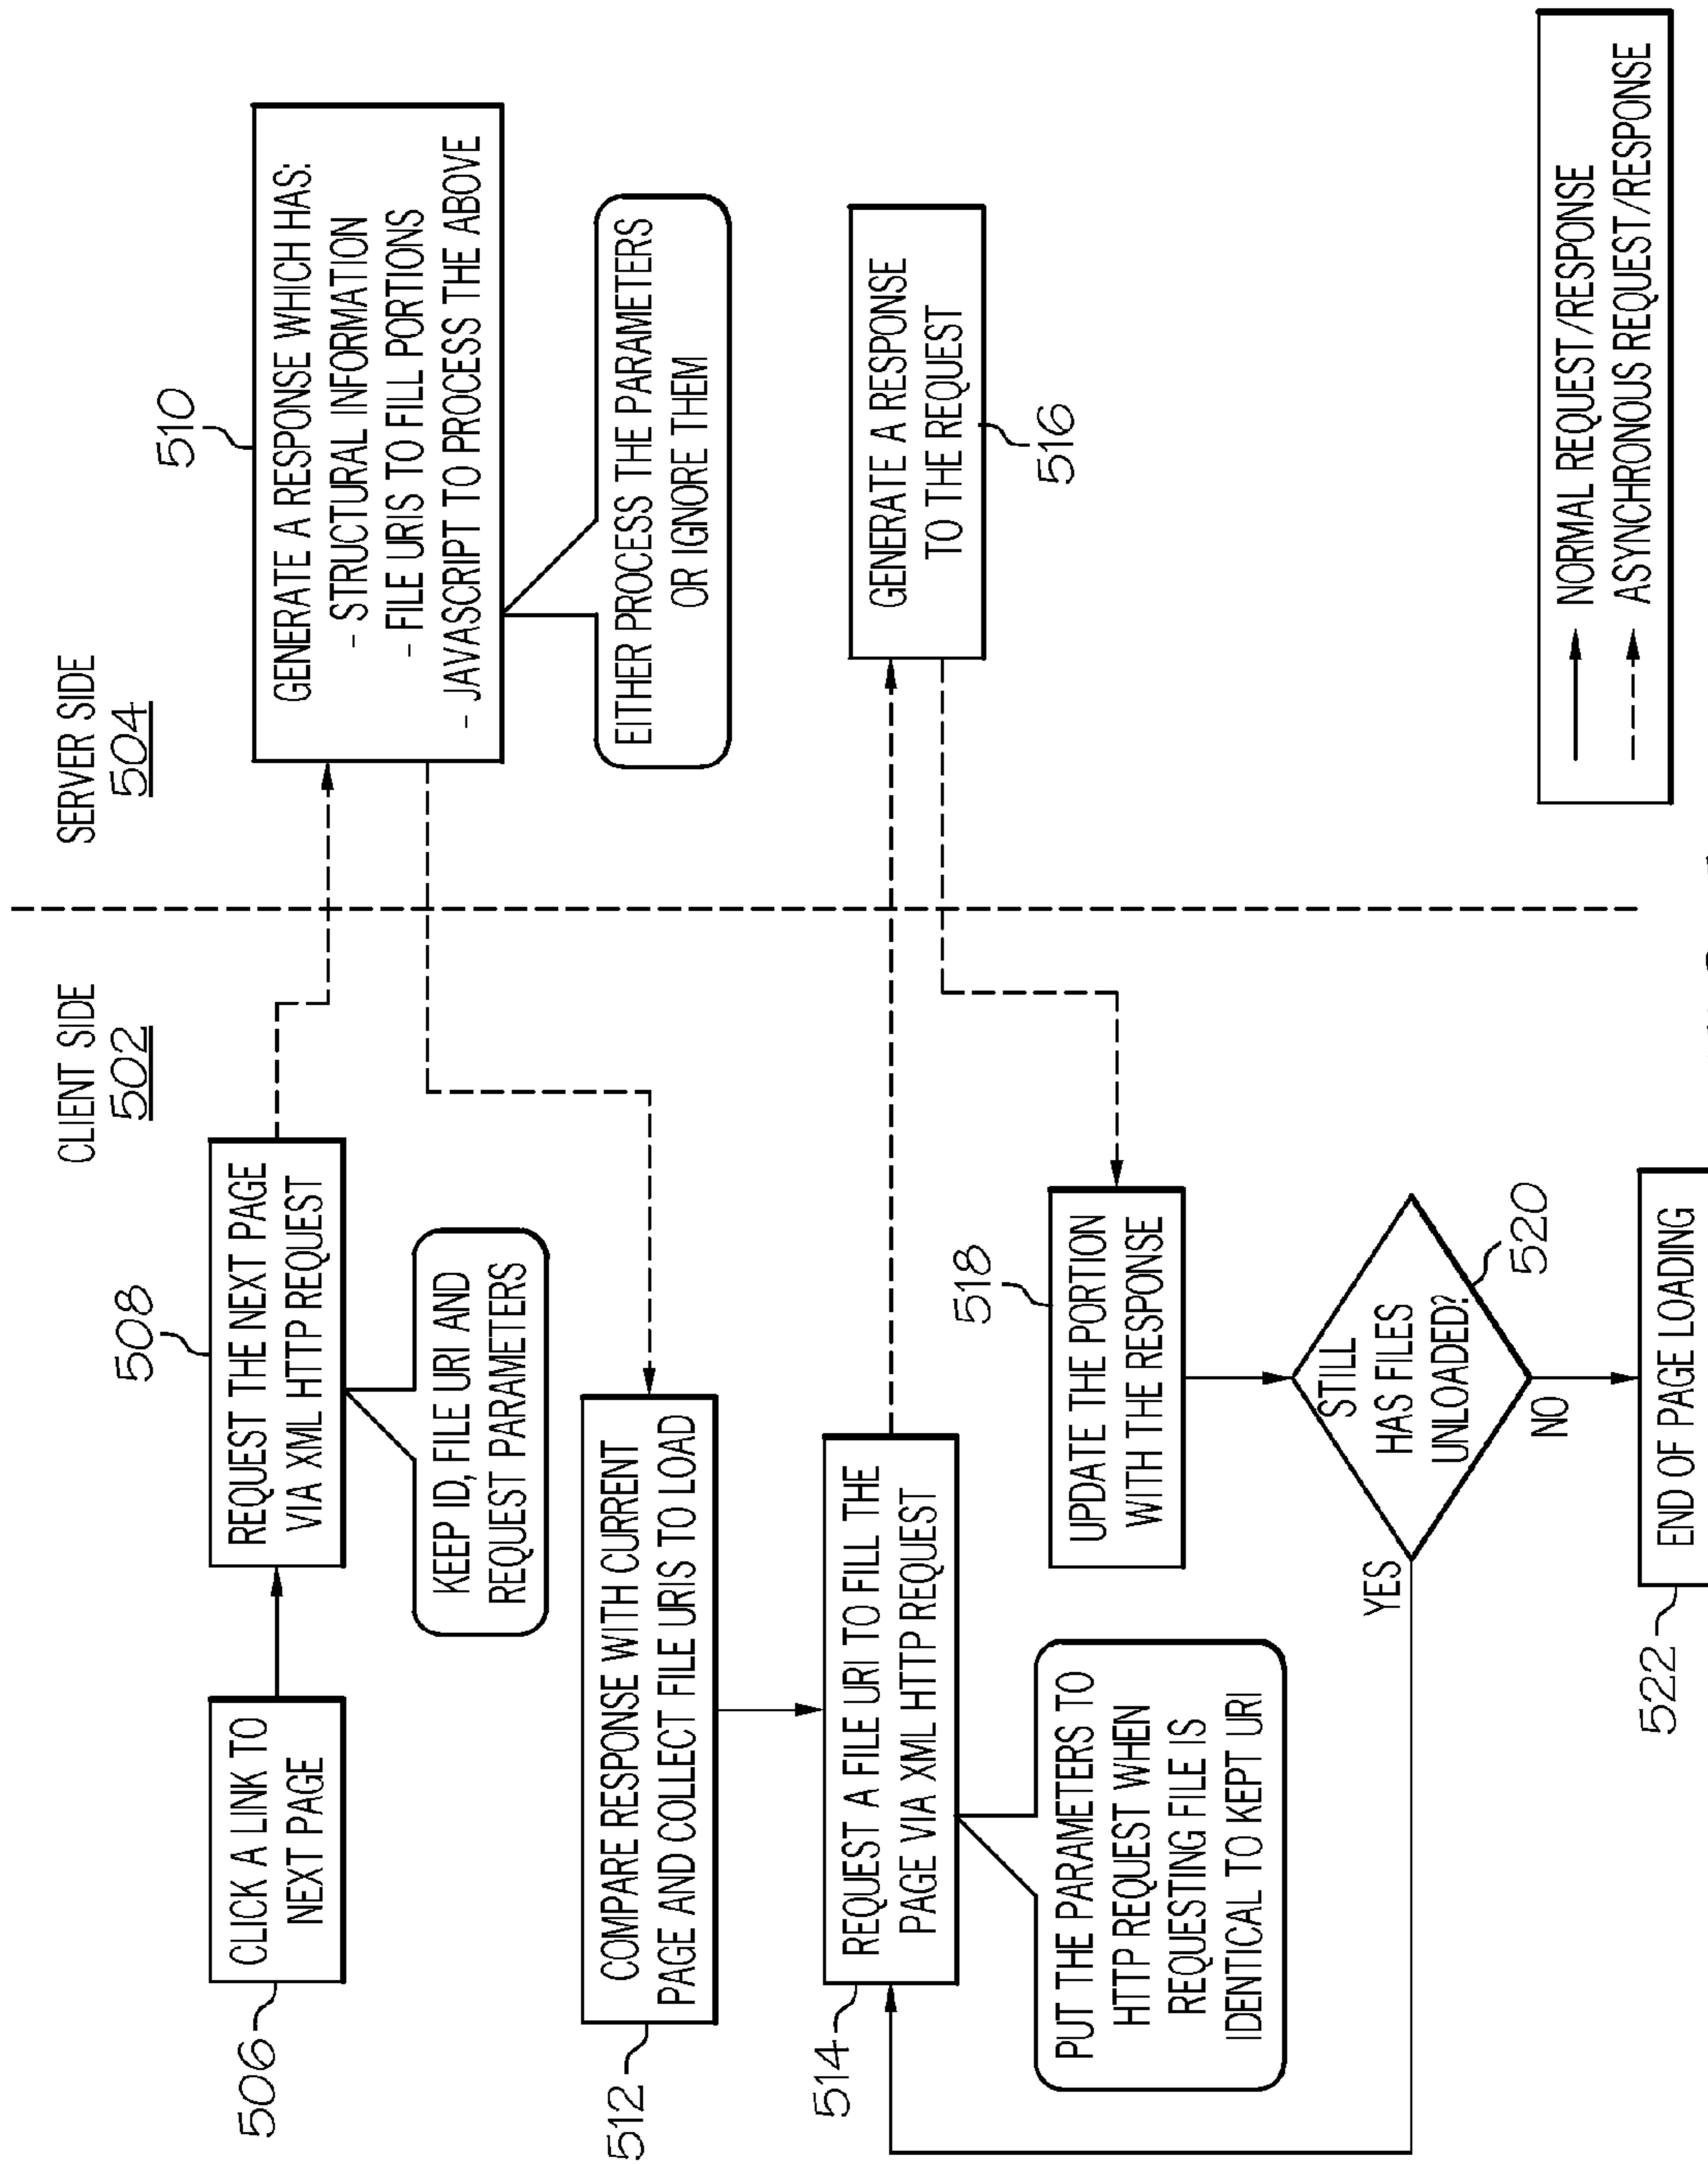 CLIENT SIDE
502
SERVER SIDE
504
506
CLICK A LINK TO
NEXT PAGE
508
REQUEST THE NEXT PAGE
VIA XML HTTP REQUEST
KEEP ID, FILE URI AND
REQUEST PARAMETERS
510
GENERATE A RESPONSE WHICH HAS:
- STRUCTURAL INFORMATION
- FILE URIS TO FILL PORTIONS
- JAVASCRIPT TO PROCESS THE ABOVE
EITHER PROCESS THE PARAMETERS
OR IGNORE THEM
512
COMPARE RESPONSE WITH CURRENT
PAGE AND COLLECT FILE URIS TO LOAD
514
REQUEST A FILE URI TO FILL THE
PAGE VIA XML HTTP REQUEST
PUT THE PARAMETERS TO
HTTP REQUEST WHEN
REQUESTING FILE IS
IDENTICAL TO KEPT URI
GENERATE A RESPONSE
TO THE REQUEST
516
518
UPDATE THE PORTION
WITH THE RESPONSE
STILL
HAS FILES
UNLOADED?
520
YES
NO
522
END OF PAGE LOADING
NORMAL REQUEST/RESPONSE
ASYNCHRONOUS REQUEST/RESPONSE